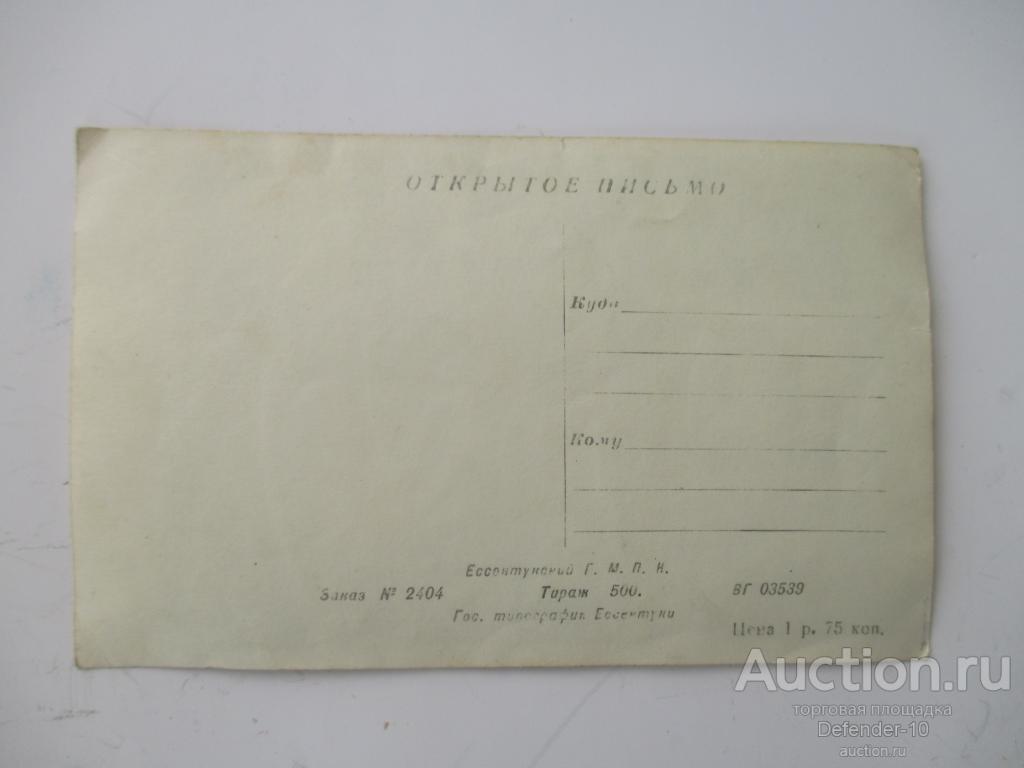 ОТКРЫТОЕ ПИСЬМО
Куда
Кому
Ессентукский Г. М. П. К.
Заказ № 2404 Тираж 500. ВГ 03539
Гос. типография Ессентуки
Цена 1 р. 75 коп.
Auction.ru
торговая площадка
Defender-10
auction.ru